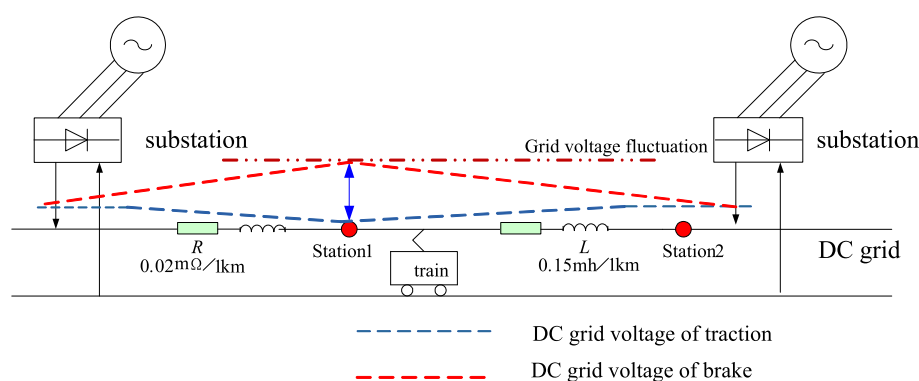 substation
substation
Grid voltage fluctuation
R
0.02mΩ/1km
Station1
train
L
0.15mh/1km
Station2
DC grid
DC grid voltage of traction
DC grid voltage of brake